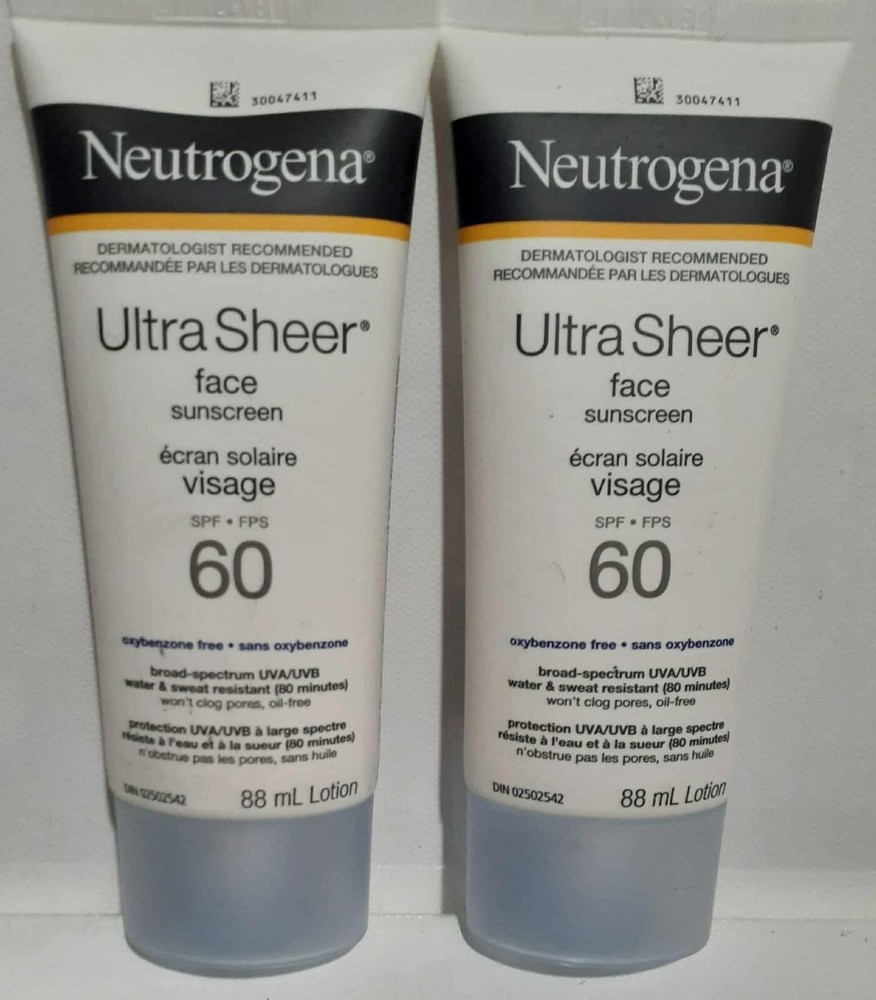 30047411
Neutrogena®
DERMATOLOGIST RECOMMENDED
RECOMMANDÉE PAR LES DERMATOLOGUES
Ultra Sheer®
face
sunscreen
écran solaire
visage
SPF • FPS
60
oxybenzone free • sans oxybenzone
broad-spectrum UVA/UVB
water & sweat resistant (80 minutes)
won't clog pores, oil-free
protection UVA/UVB à large spectre
résiste à l'eau et à la sueur (80 minutes)
n'obstrue pas les pores, sans huile
DIN 02502542
88 mL Lotion
30047411
Neutrogena®
DERMATOLOGIST RECOMMENDED
RECOMMANDÉE PAR LES DERMATOLOGUES
Ultra Sheer®
face
sunscreen
écran solaire
visage
SPF • FPS
60
oxybenzone free • sans oxybenzone
broad-spectrum UVA/UVB
water & sweat resistant (80 minutes)
won't clog pores, oil-free
protection UVA/UVB à large spectre
résiste à l'eau et à la sueur (80 minutes)
n'obstrue pas les pores, sans huile
DIN 02502542
88 mL Lotion